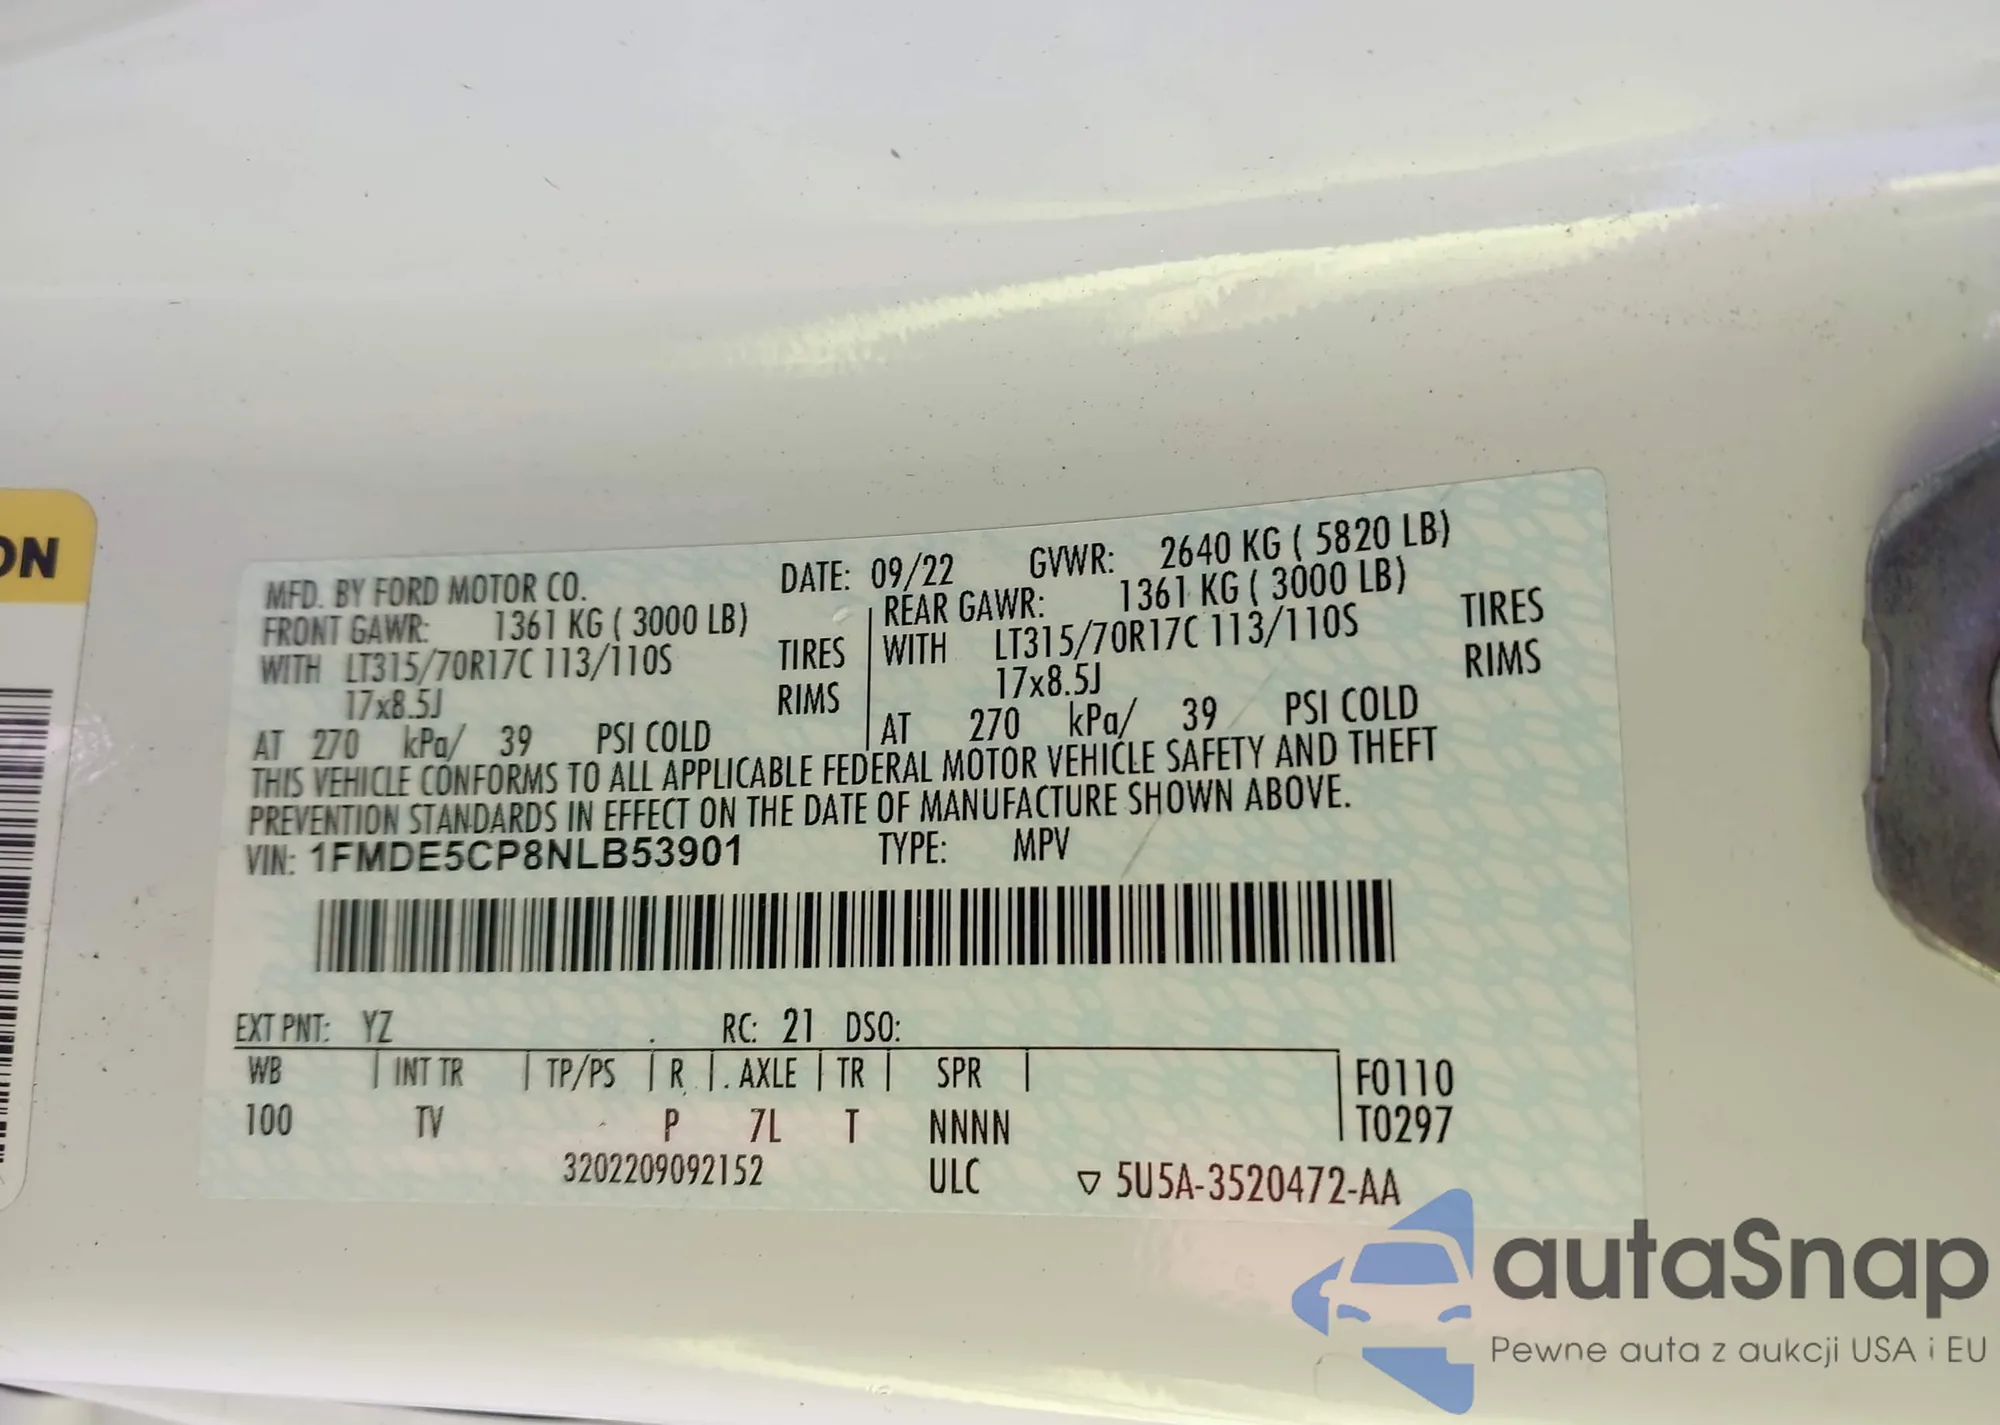 ON
MFD. BY FORD MOTOR CO. DATE: 09/22 GVWR: 2640 KG ( 5820 LB)
FRONT GAWR: 1361 KG ( 3000 LB) REAR GAWR: 1361 KG ( 3000 LB)
WITH LT315/70R17C 113/110S TIRES WITH LT315/70R17C 113/110S TIRES
17x8.5J RIMS 17x8.5J RIMS
AT 270 kPa/ 39 PSI COLD AT 270 kPa/ 39 PSI COLD
THIS VEHICLE CONFORMS TO ALL APPLICABLE FEDERAL MOTOR VEHICLE SAFETY AND THEFT
PREVENTION STANDARDS IN EFFECT ON THE DATE OF MANUFACTURE SHOWN ABOVE.
VIN: 1FMDE5CP8NLB53901 TYPE: MPV
EXT PNT: YZ RC: 21 DSO:
WB INT TR TP/PS R AXLE TR SPR F0110
100 TV P 7L T NNNN T0297
3202209092152 ULC ▽ 5U5A-3520472-AA
autaSnap
Pewne auta z aukcji USA i EU